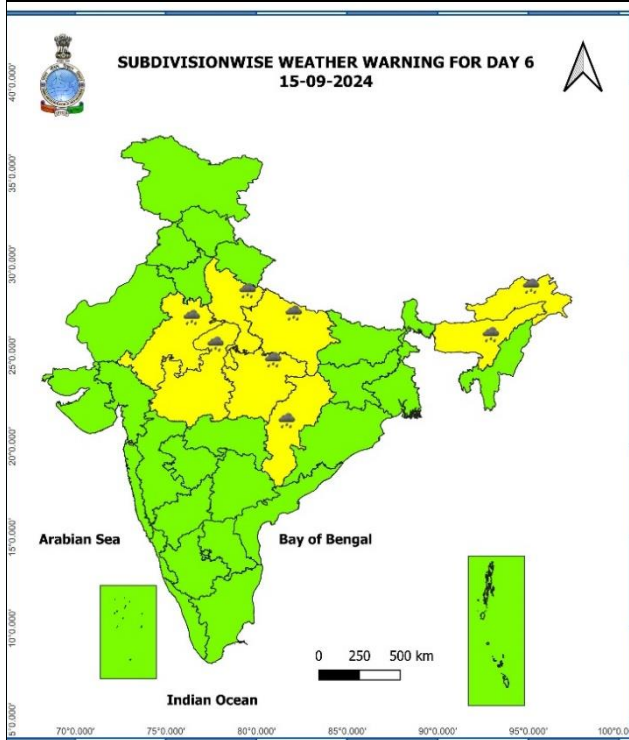 SUBDIVISIONWISE WEATHER WARNING FOR DAY 6
15-09-2024
40°0.000'
35°0.000'
30°0.000'
25°0.000'
20°0.000'
15°0.000'
10°0.000'
5°0.000'
Arabian Sea
Bay of Bengal
0 250 500 km
Indian Ocean
70°0.000' 75°0.000' 80°0.000' 85°0.000' 90°0.000' 95°0.000' 100°0.0